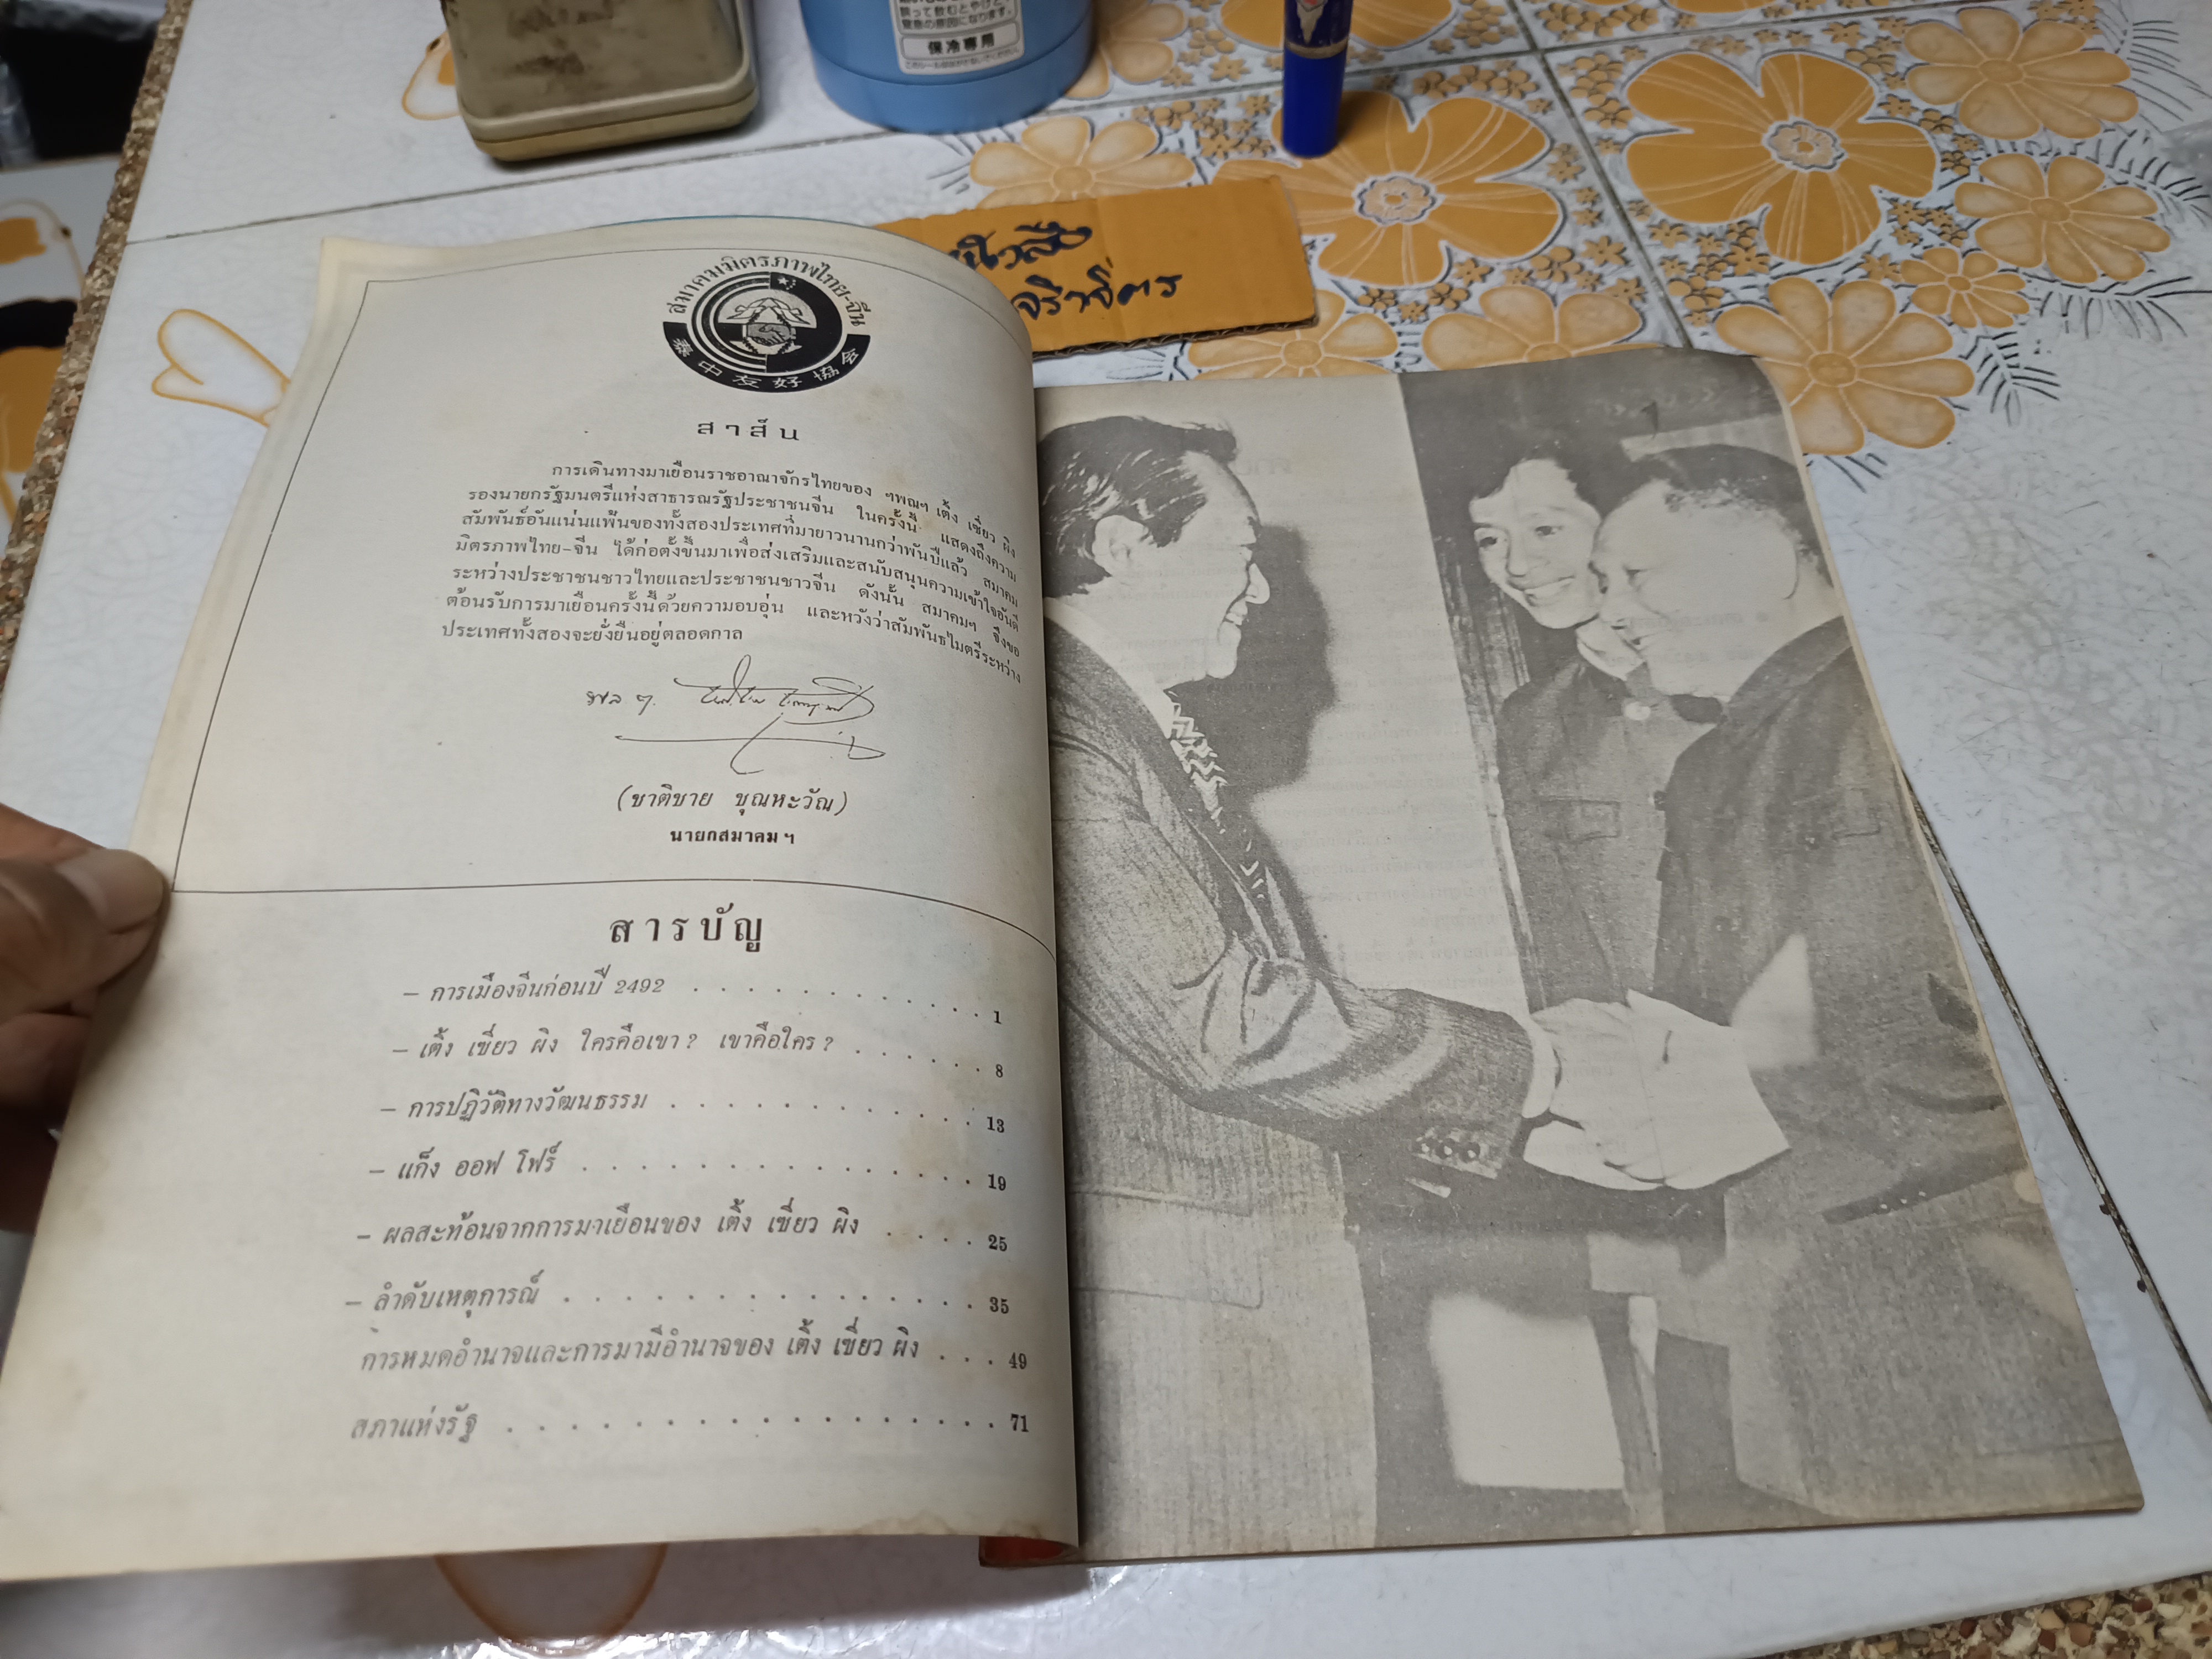 保冷専用
สมาคมมิตรภาพไทย-จีน
泰中友好協会
สาส์น
การเดินทางมาเยือนราชอาณาจักรไทยของ ฯพณฯ เติ้ง เซี่ยว ผิง
รองนายกรัฐมนตรีแห่งสาธารณรัฐประชาชนจีน ในครั้งนี้ แสดงถึงความ
สัมพันธ์อันแน่นแฟ้นของทั้งสองประเทศที่มายาวนานกว่าพันปีแล้ว สมาคม
มิตรภาพไทย-จีน ได้ก่อตั้งขึ้นมาเพื่อส่งเสริมและสนับสนุนความเข้าใจอันดี
ระหว่างประชาชนชาวไทยและประชาชนชาวจีน ดังนั้น สมาคมฯ จึงขอ
ต้อนรับการมาเยือนครั้งนี้ด้วยความอบอุ่น และหวังว่าสัมพันธไมตรีระหว่าง
ประเทศทั้งสองจะยั่งยืนอยู่ตลอดกาล
พล ต.
(ชาติชาย ชุณหะวัณ)
นายกสมาคม ฯ
สารบัญ
– การเมืองจีนก่อนปี 2492 . . . . . . . . . . . . 1
– เติ้ง เซี่ยว ผิง ใครคือเขา? เขาคือใคร? . . . . . . 8
– การปฏิวัติทางวัฒนธรรม . . . . . . . . . . . . 13
– แก็ง ออฟ โฟร์ . . . . . . . . . . . . . . 19
– ผลสะท้อนจากการมาเยือนของ เติ้ง เซี่ยว ผิง . . . . 25
– ลำดับเหตุการณ์ . . . . . . . . . . . . . . . 35
การหมดอำนาจและการมามีอำนาจของ เติ้ง เซี่ยว ผิง . . . 49
สภาแห่งรัฐ . . . . . . . . . . . . . . . . . 71